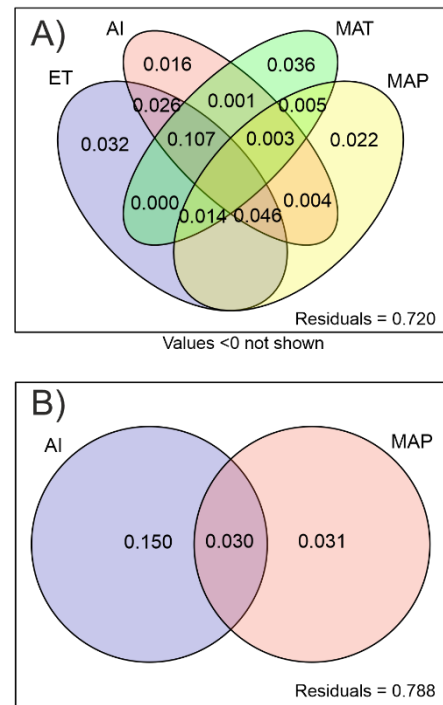 A)
AI
MAT
ET
MAP
0.016
0.036
0.026
0.001
0.005
0.032
0.107
0.003
0.022
0.000
0.014
0.046
0.004
Residuals = 0.720
Values <0 not shown
B)
AI
MAP
0.150
0.030
0.031
Residuals = 0.788